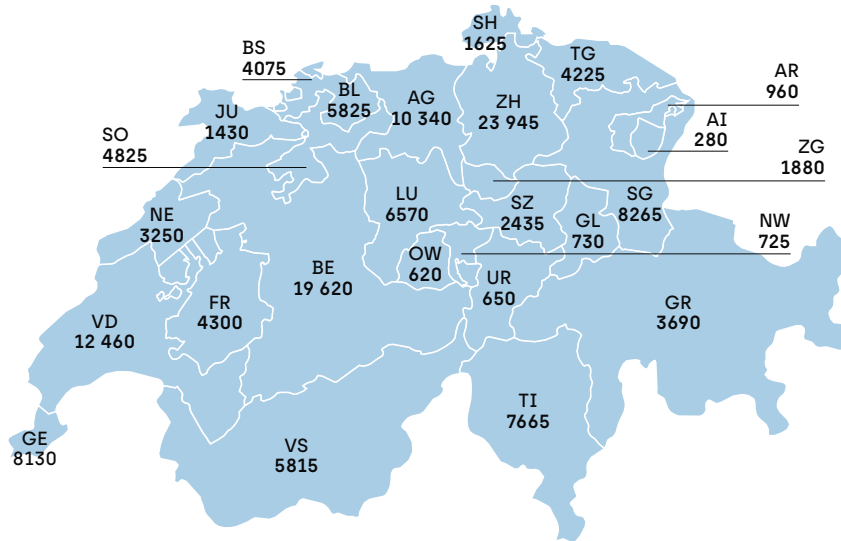 SH
1625
BS
4075
TG
4225
AR
960
BL
5825
AG
10 340
ZH
23 945
JU
1430
AI
280
SO
4825
ZG
1880
LU
6570
SZ
2435
GL
730
SG
8265
NE
3250
NW
725
BE
19 620
OW
620
UR
650
FR
4300
GR
3690
VD
12 460
TI
7665
GE
8130
VS
5815